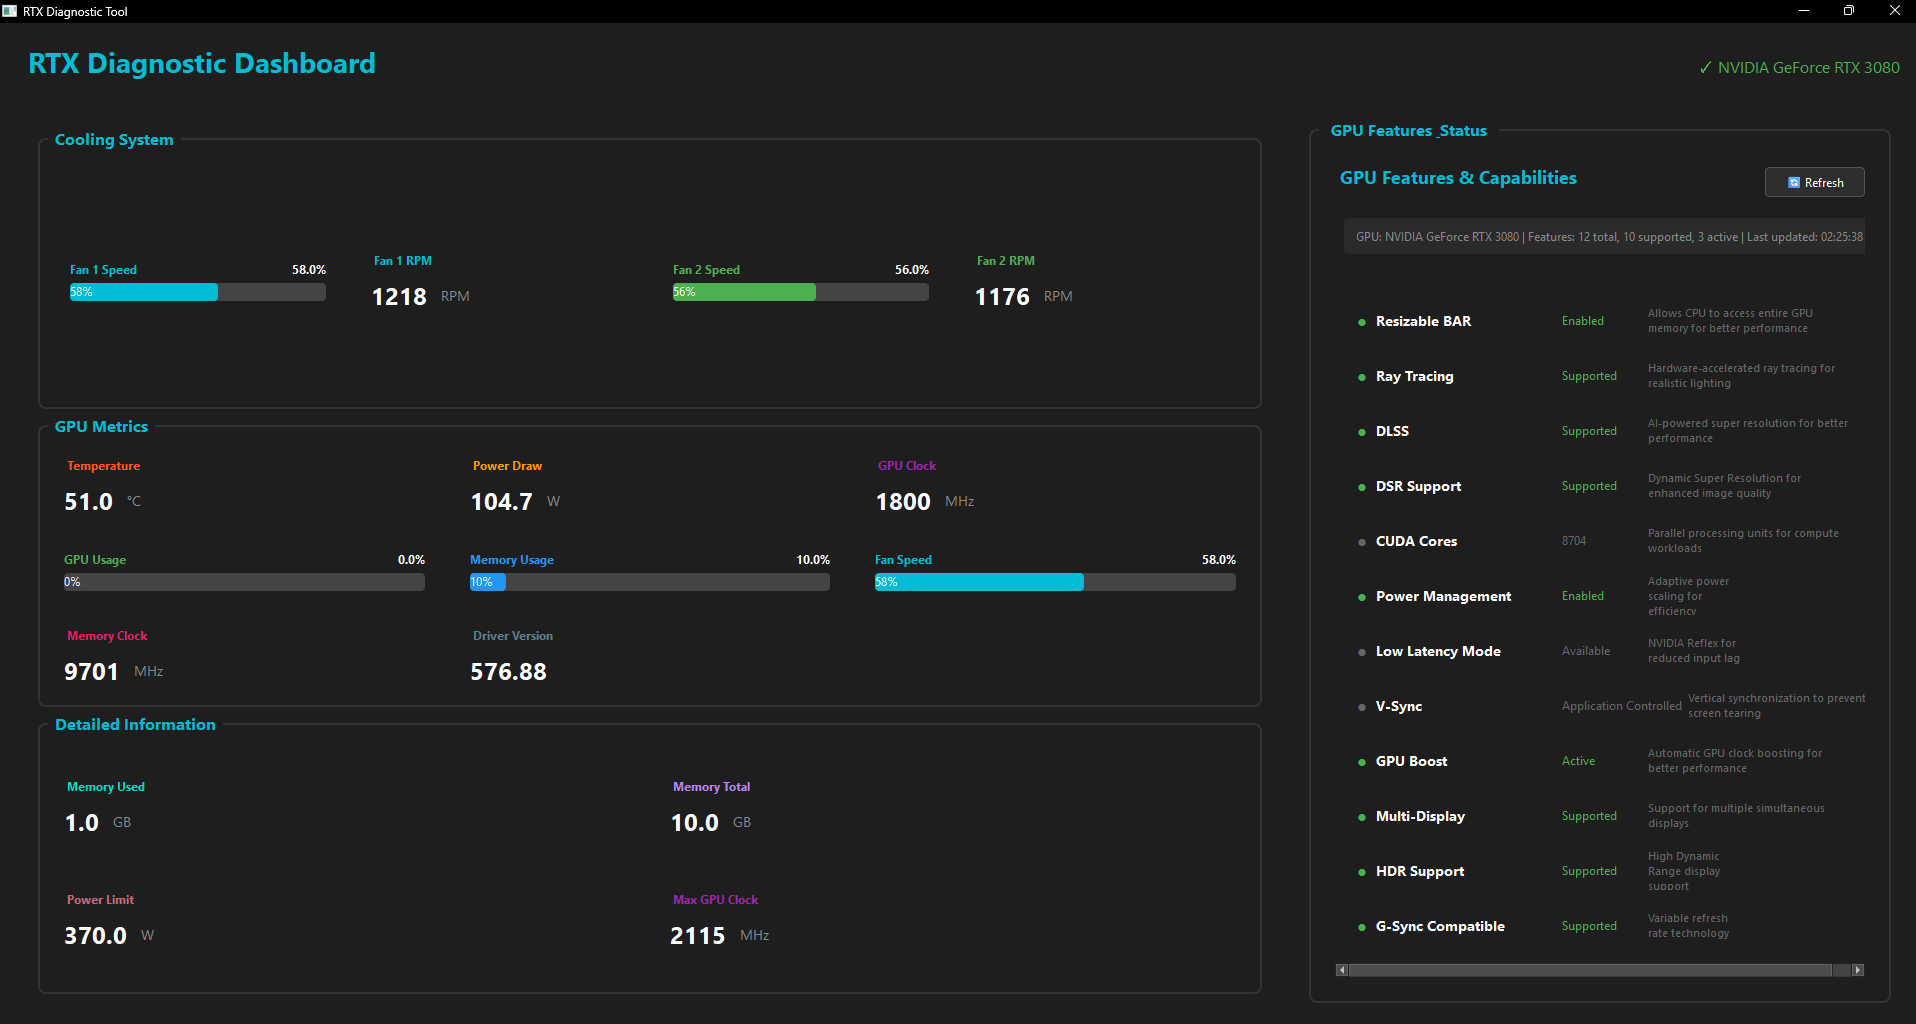 RTX Diagnostic Tool
RTX Diagnostic Dashboard
✓ NVIDIA GeForce RTX 3080
Cooling System
Fan 1 Speed 58.0%
58%
Fan 1 RPM
1218 RPM
Fan 2 Speed 56.0%
56%
Fan 2 RPM
1176 RPM
GPU Metrics
Temperature
51.0 °C
Power Draw
104.7 W
GPU Clock
1800 MHz
GPU Usage 0.0%
0%
Memory Usage 10.0%
10%
Fan Speed 58.0%
58%
Memory Clock
9701 MHz
Driver Version
576.88
Detailed Information
Memory Used
1.0 GB
Memory Total
10.0 GB
Power Limit
370.0 W
Max GPU Clock
2115 MHz
GPU Features _Status
GPU Features & Capabilities
Refresh
GPU: NVIDIA GeForce RTX 3080 | Features: 12 total, 10 supported, 3 active | Last updated: 02:25:38
Resizable BAR
Enabled
Allows CPU to access entire GPU
memory for better performance
Ray Tracing
Supported
Hardware-accelerated ray tracing for
realistic lighting
DLSS
Supported
AI-powered super resolution for better
performance
DSR Support
Supported
Dynamic Super Resolution for
enhanced image quality
CUDA Cores
8704
Parallel processing units for compute
workloads
Power Management
Enabled
Adaptive power
scaling for
efficiency
Low Latency Mode
Available
NVIDIA Reflex for
reduced input lag
V-Sync
Application Controlled
Vertical synchronization to prevent
screen tearing
GPU Boost
Active
Automatic GPU clock boosting for
better performance
Multi-Display
Supported
Support for multiple simultaneous
displays
HDR Support
Supported
High Dynamic
Range display
support
G-Sync Compatible
Supported
Variable refresh
rate technology